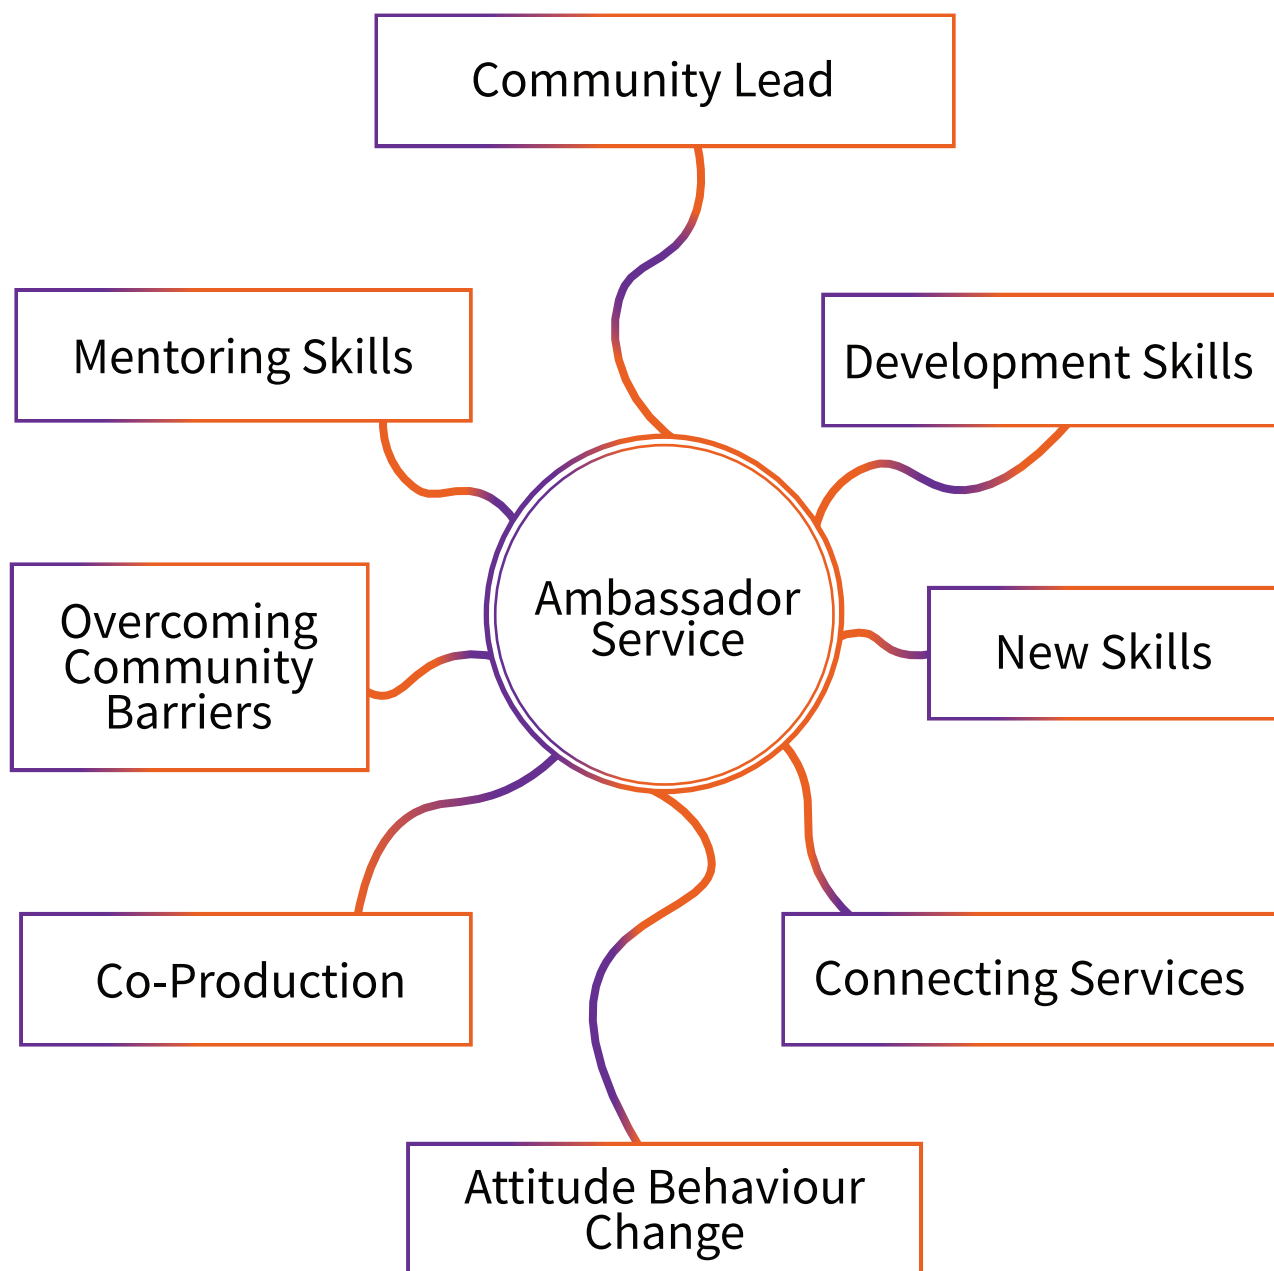 Community Lead
Mentoring Skills
Development Skills
Ambassador
Service
Overcoming
Community
Barriers
New Skills
Co-Production
Connecting Services
Attitude Behaviour
Change